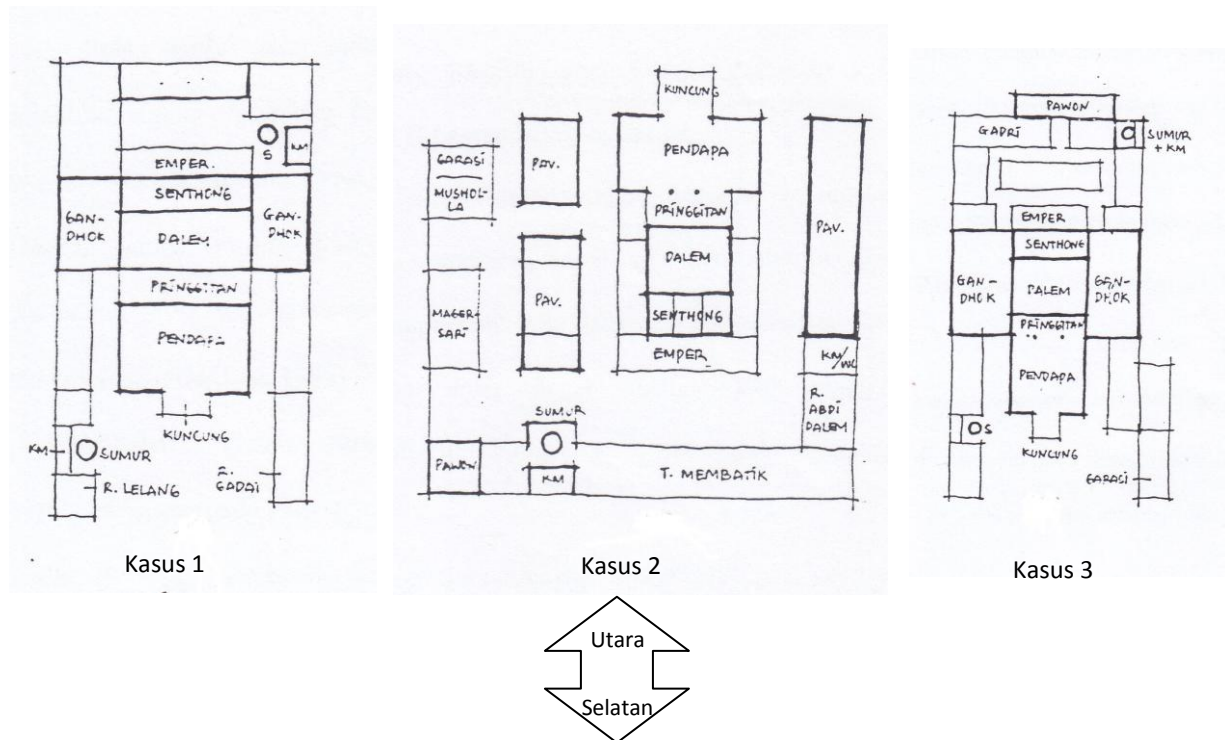 S
KM
EMPER.
SENTHONG
GAN-
DHOK
DALEM
GAN-
DHOK
PRINGGITAN
PENDAPA
KUNCUNG
KM
SUMUR
R. LELANG
GADAI
Kasus 1
KUNCUNG
GARASI
MUSHOL-
LA
PAV.
PENDAPA
PRINGGITAN
PAV.
DALEM
PAV.
MAGER-
SARI
SENTHONG
EMPER
KM/WC
R.
ABDI
DALEM
SUMUR
PAWON
KM
T. MEMBATIK
Kasus 2
PAWON
GADRI
SUMUR
+ KM
EMPER
SENTHONG
GAN-
DHOK
DALEM
GAN-
DHOK
PRINGGITAN
PENDAPA
S
KUNCUNG
GARASI
Kasus 3
Utara
Selatan